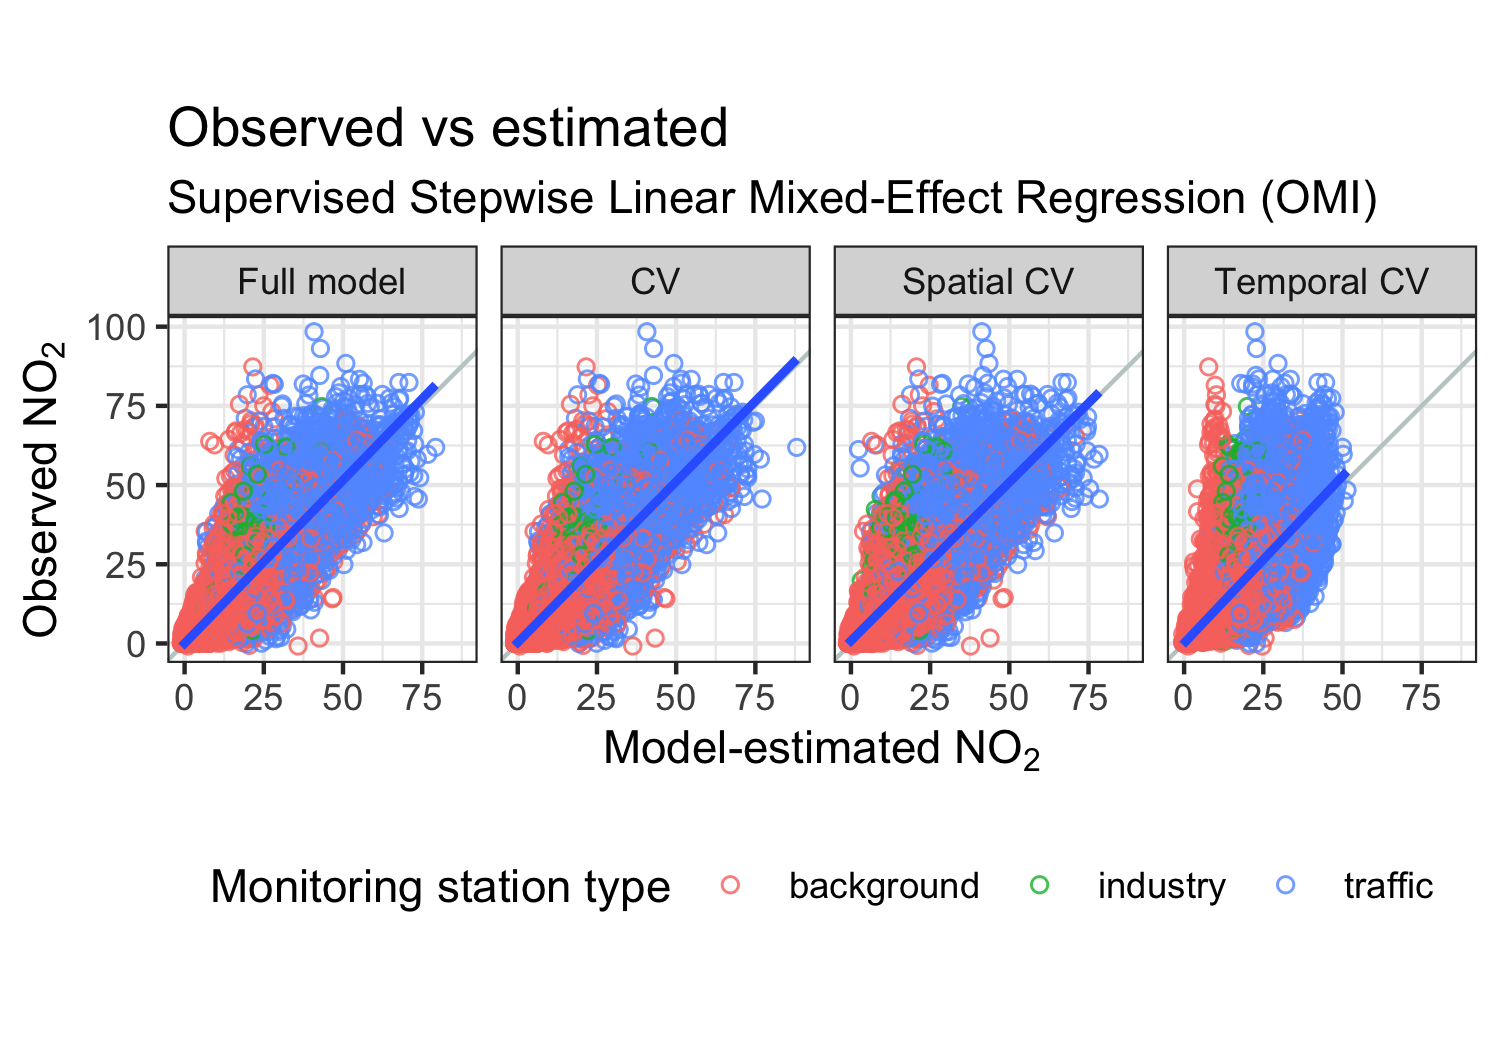 Observed vs estimated
Supervised Stepwise Linear Mixed-Effect Regression (OMI)
Full model CV Spatial CV Temporal CV
Observed NO₂
100
75
50
25
0
0 25 50 75 0 25 50 75 0 25 50 75 0 25 50 75
Model-estimated NO₂
Monitoring station type background industry traffic